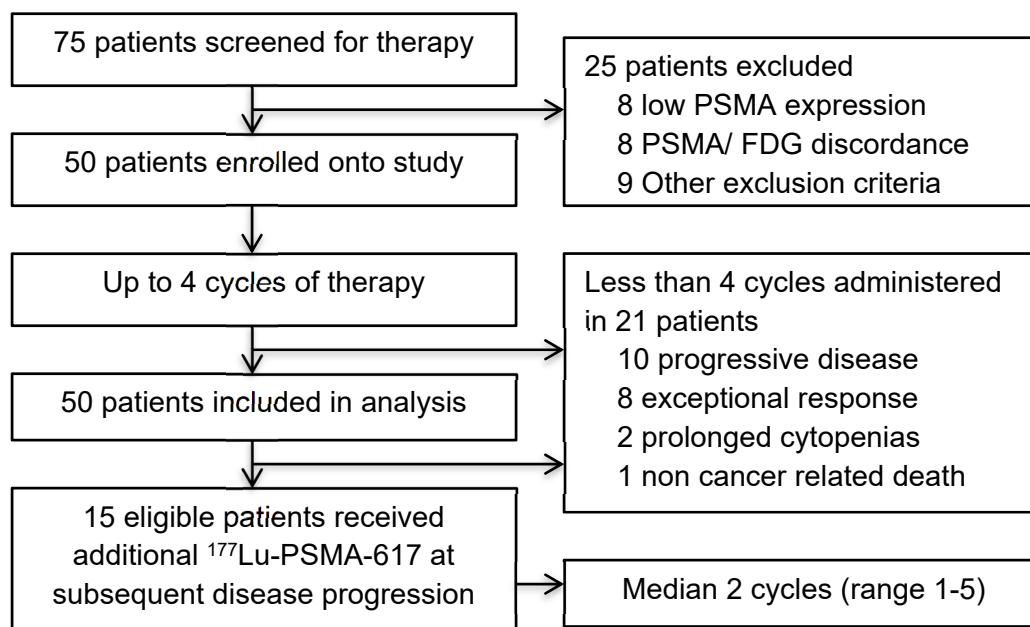 75 patients screened for therapy
25 patients excluded
8 low PSMA expression
8 PSMA/ FDG discordance
9 Other exclusion criteria
50 patients enrolled onto study
Up to 4 cycles of therapy
Less than 4 cycles administered
in 21 patients
10 progressive disease
8 exceptional response
2 prolonged cytopenias
1 non cancer related death
50 patients included in analysis
15 eligible patients received
additional ¹⁷⁷Lu-PSMA-617 at
subsequent disease progression
Median 2 cycles (range 1-5)